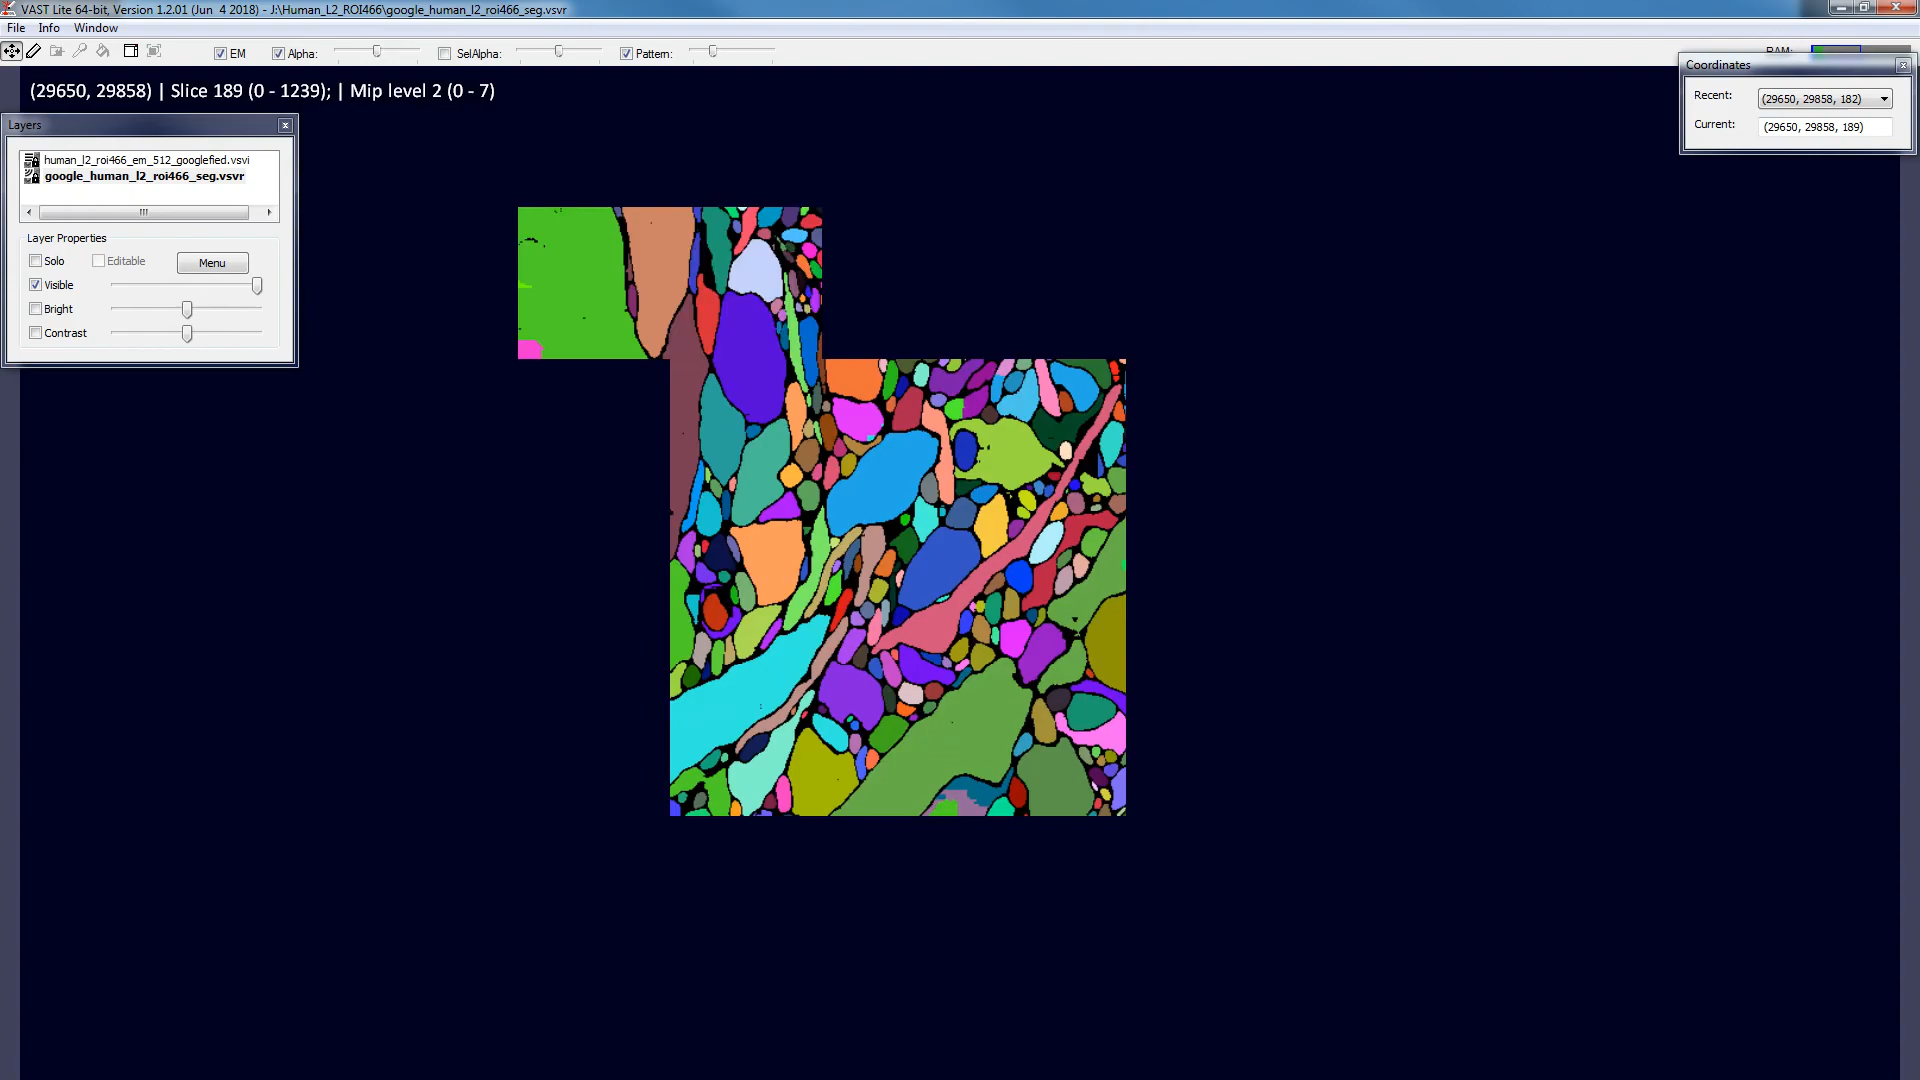 VAST Lite 64-bit, Version 1.2.01 (Jun  4 2018) - J:\Human_L2_ROI466\google_human_l2_roi466_seg.vsvr
File Info Window
EM Alpha: SelAlpha: Pattern: RAM:
(29650, 29858) | Slice 189 (0 - 1239); | Mip level 2 (0 - 7)
Coordinates
Recent: (29650, 29858, 182)
Current: (29650, 29858, 189)
Layers
human_l2_roi466_em_512_googlefied.vsvi
google_human_l2_roi466_seg.vsvr
Layer Properties
Solo Editable Menu
Visible
Bright
Contrast